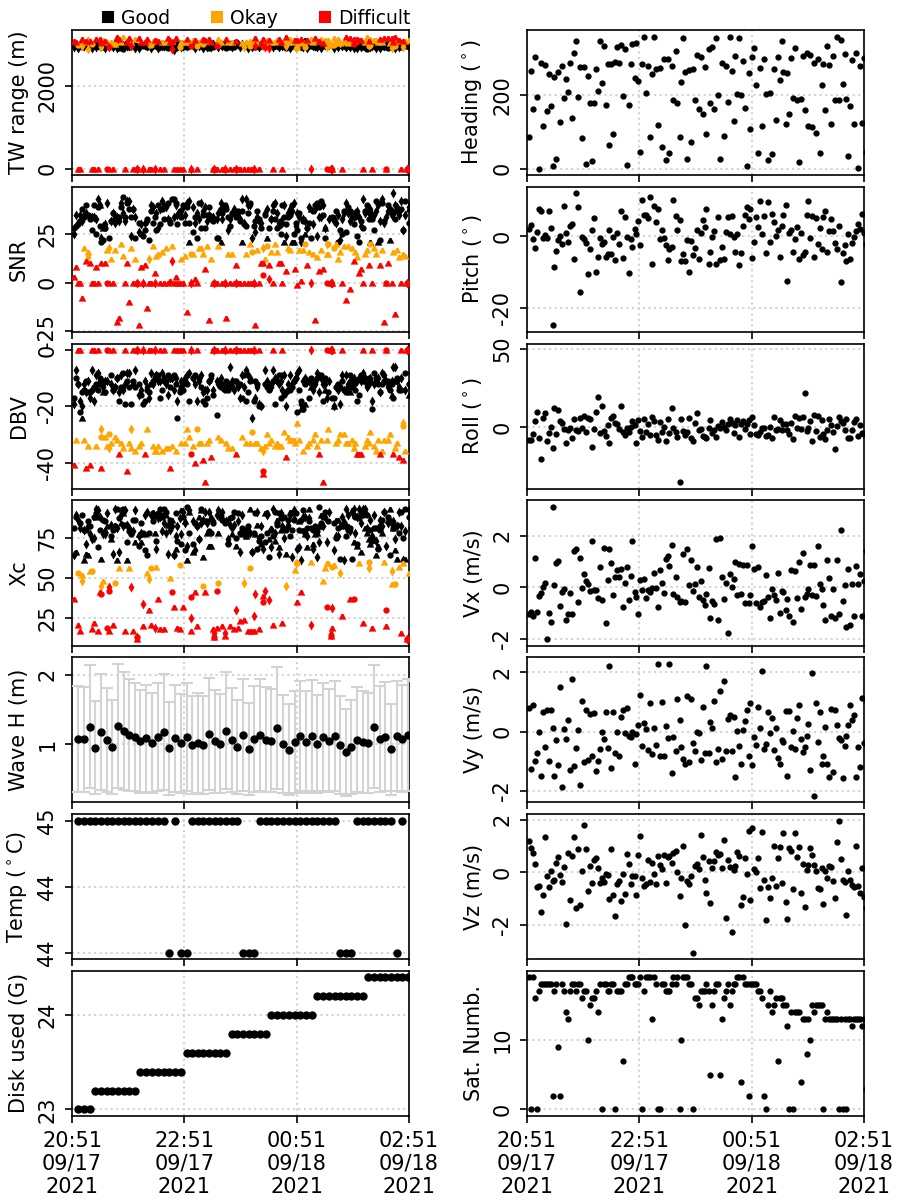 Good Okay Difficult
TW range (m)
2000
0
Heading (°)
200
0
SNR
25
0
-25
Pitch (°)
0
-20
DBV
0
-20
-40
Roll (°)
50
0
Xc
75
50
25
Vx (m/s)
2
0
-2
Wave H (m)
2
1
Vy (m/s)
2
0
-2
Temp (°C)
45
44
44
Vz (m/s)
2
0
-2
Disk used (G)
24
23
Sat. Numb.
10
0
20:51 22:51 00:51 02:51
09/17 09/17 09/18 09/18
2021 2021 2021 2021
20:51 22:51 00:51 02:51
09/17 09/17 09/18 09/18
2021 2021 2021 2021